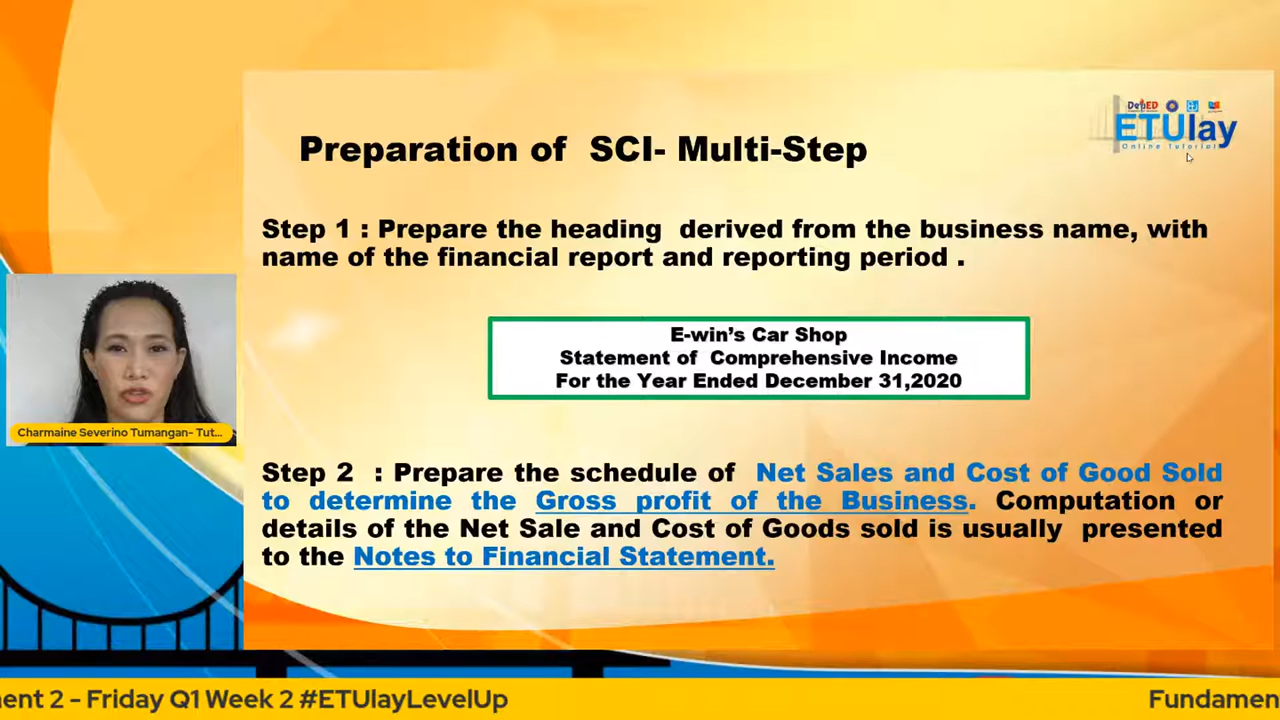 DepED
ETUlay
Online Tutorial
Preparation of SCI- Multi-Step
Step 1 : Prepare the heading derived from the business name, with
name of the financial report and reporting period .
E-win’s Car Shop
Statement of Comprehensive Income
For the Year Ended December 31,2020
Charmaine Severino Tumangan- Tut...
Step 2 : Prepare the schedule of Net Sales and Cost of Good Sold
to determine the Gross profit of the Business. Computation or
details of the Net Sale and Cost of Goods sold is usually presented
to the Notes to Financial Statement.
ent 2 - Friday Q1 Week 2 #ETUlayLevelUp
Fundamen